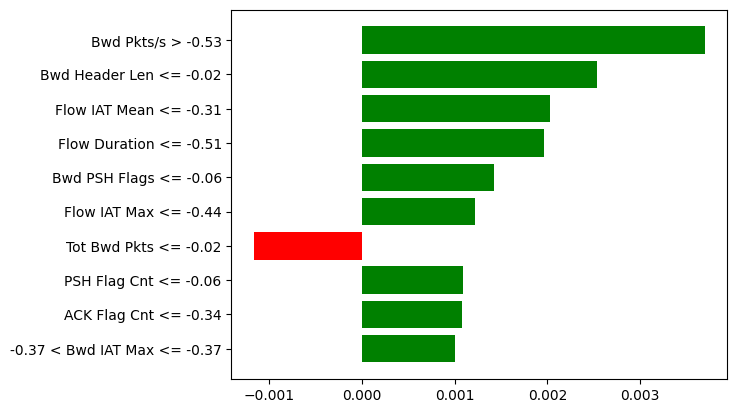 Bwd Pkts/s > -0.53
Bwd Header Len <= -0.02
Flow IAT Mean <= -0.31
Flow Duration <= -0.51
Bwd PSH Flags <= -0.06
Flow IAT Max <= -0.44
Tot Bwd Pkts <= -0.02
PSH Flag Cnt <= -0.06
ACK Flag Cnt <= -0.34
-0.37 < Bwd IAT Max <= -0.37
−0.001 0.000 0.001 0.002 0.003